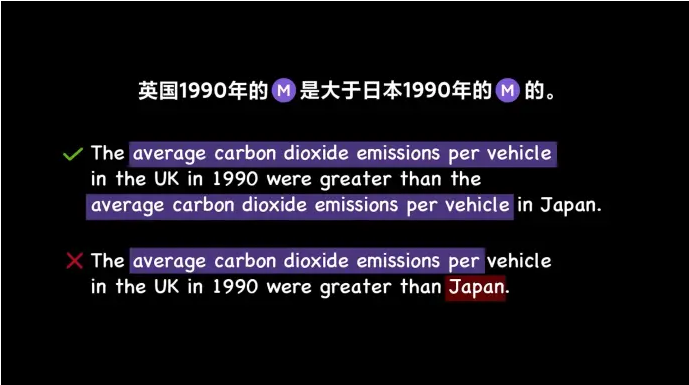 英国1990年的 M 是大于日本1990年的 M 的。
The average carbon dioxide emissions per vehicle
in the UK in 1990 were greater than the
average carbon dioxide emissions per vehicle in Japan.
The average carbon dioxide emissions per vehicle
in the UK in 1990 were greater than Japan.